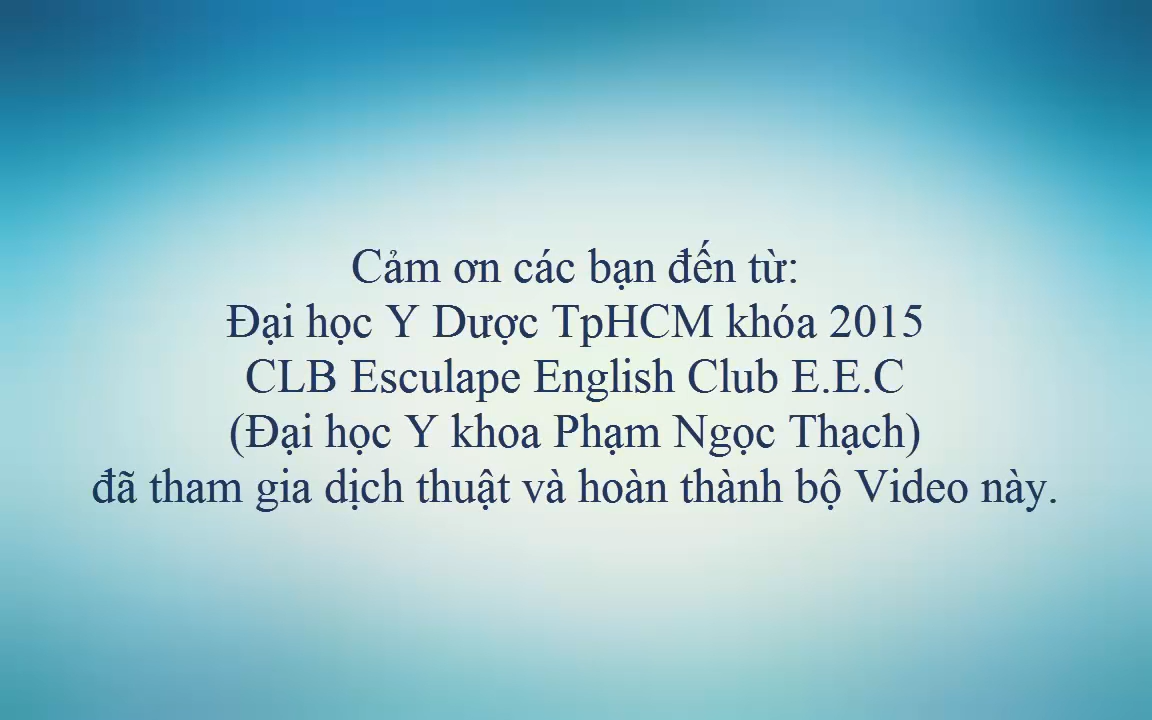 Cảm ơn các bạn đến từ:
Đại học Y Dược TpHCM khóa 2015
CLB Esculape English Club E.E.C
(Đại học Y khoa Phạm Ngọc Thạch)
đã tham gia dịch thuật và hoàn thành bộ Video này.